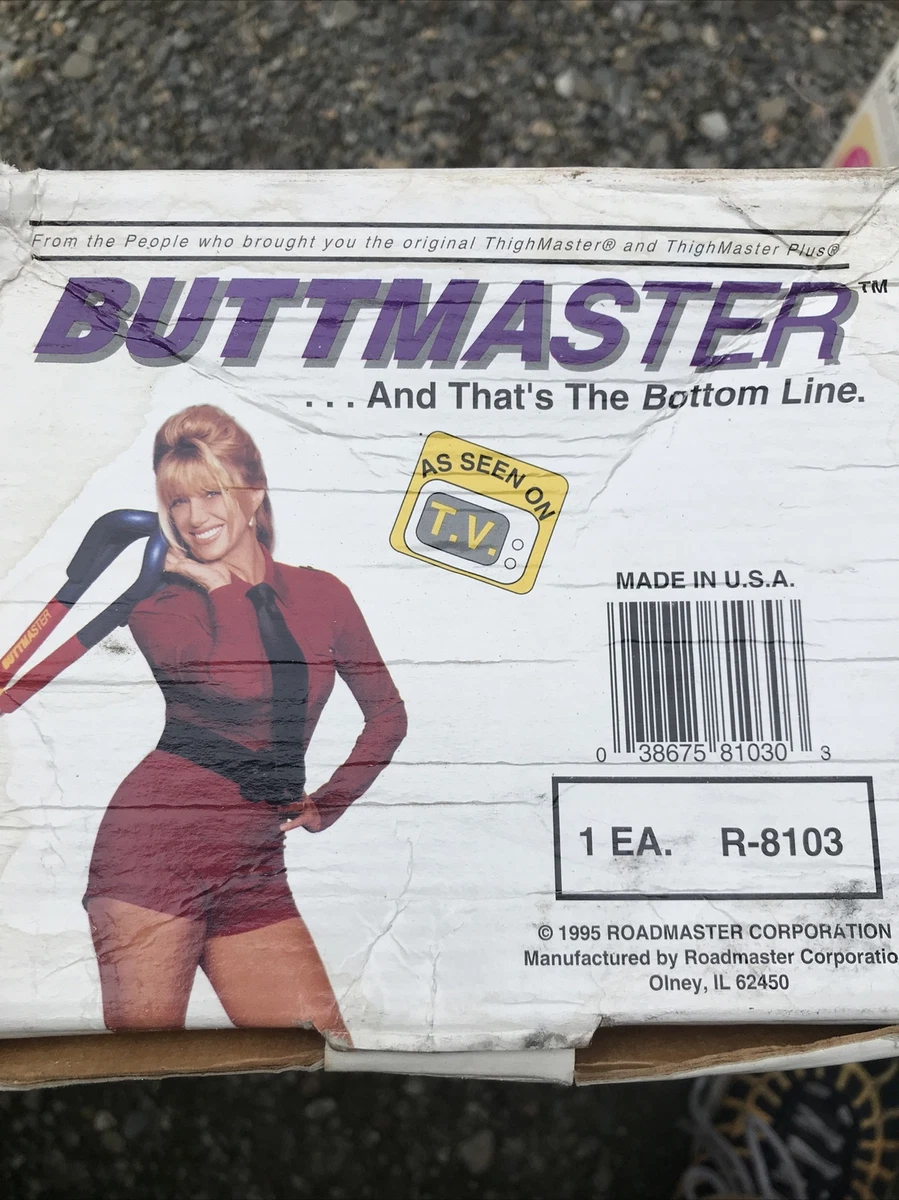 From the People who brought you the original ThighMaster® and ThighMaster Plus®
BUTTMASTER™
. . . And That's The Bottom Line.
AS SEEN ON
T.V.
BUTTMASTER
MADE IN U.S.A.
0 38675 81030 3
1 EA. R-8103
© 1995 ROADMASTER CORPORATION
Manufactured by Roadmaster Corporatio
Olney, IL 62450